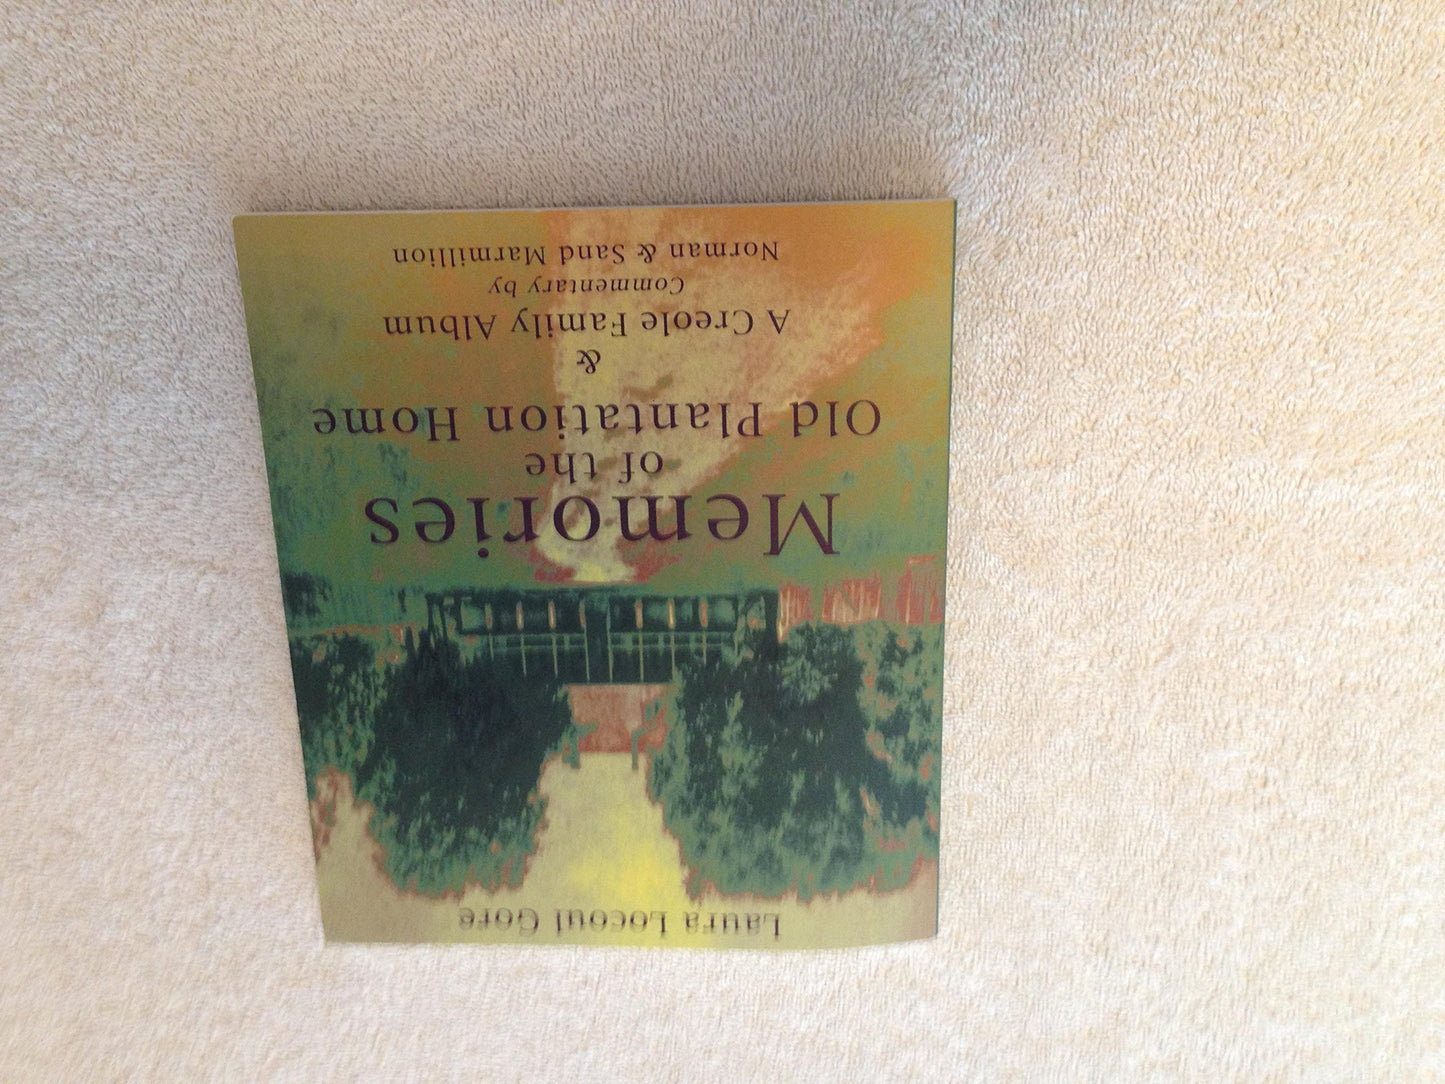 Laura Locoul Gore
Memories
of the
Old Plantation Home
&
A Creole Family Album
Commentary by
Norman & Sand Marmillion